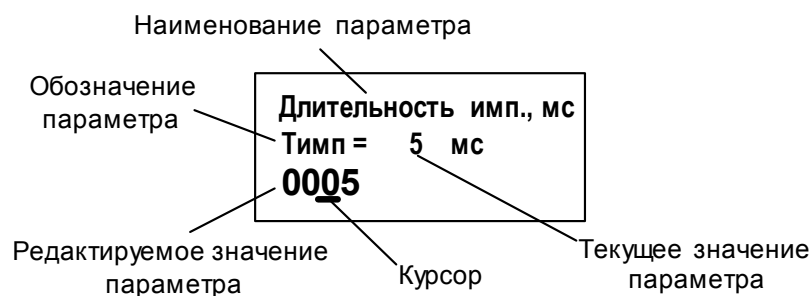 Наименование параметра
Обозначение
параметра
Длительность имп., мс
Тимп = 5 мс
0005
Редактируемое значение
параметра
Курсор
Текущее значение
параметра